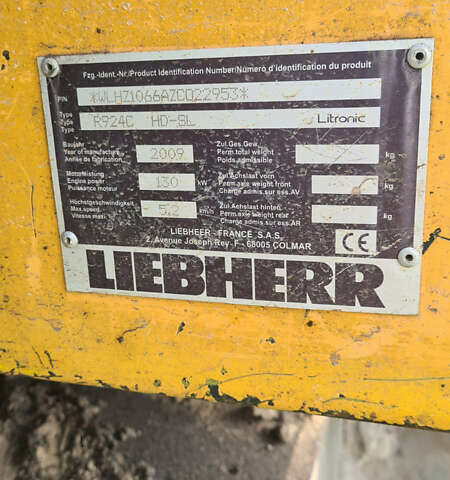 Fzg.-Ident.-Nr./Product Identification Number/Numéro d'identification du produit
PIN *WLHZ1066AZC022953*
Type
Type R924C HD-SL Litronic
Type
Baujahr Zul Ges.Gew.
Year of manufacture 2009 Perm.total weight kg
Année de fabrication Poids admissible
Motorleistung Zul Achslast vorn
Engine power 130 kW Perm.axle weight front kg
Puissance moteur Charge admis.sur ess.AV
Höchstgeschwindigkeit Zul Achslast hinten
Max.speed 5,2 km/h Perm.axle weight rear kg
Vitesse maxi Charge admis.sur ess.AR
LIEBHERR - FRANCE S.A.S.
2, Avenue Joseph Rey F - 68005 COLMAR CE
LIEBHERR